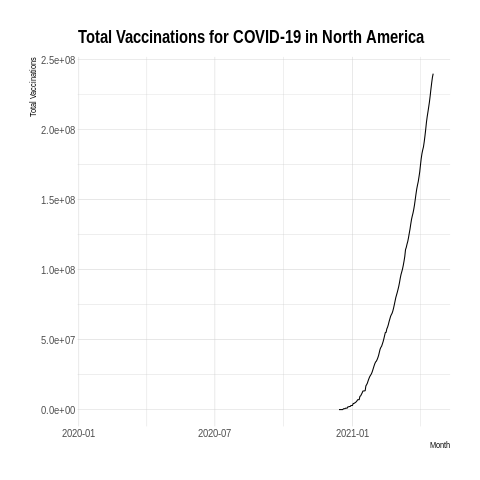 Total Vaccinations for COVID-19 in North America
Total Vaccinations
2.5e+08
2.0e+08
1.5e+08
1.0e+08
5.0e+07
0.0e+00
2020-01 2020-07 2021-01
Month